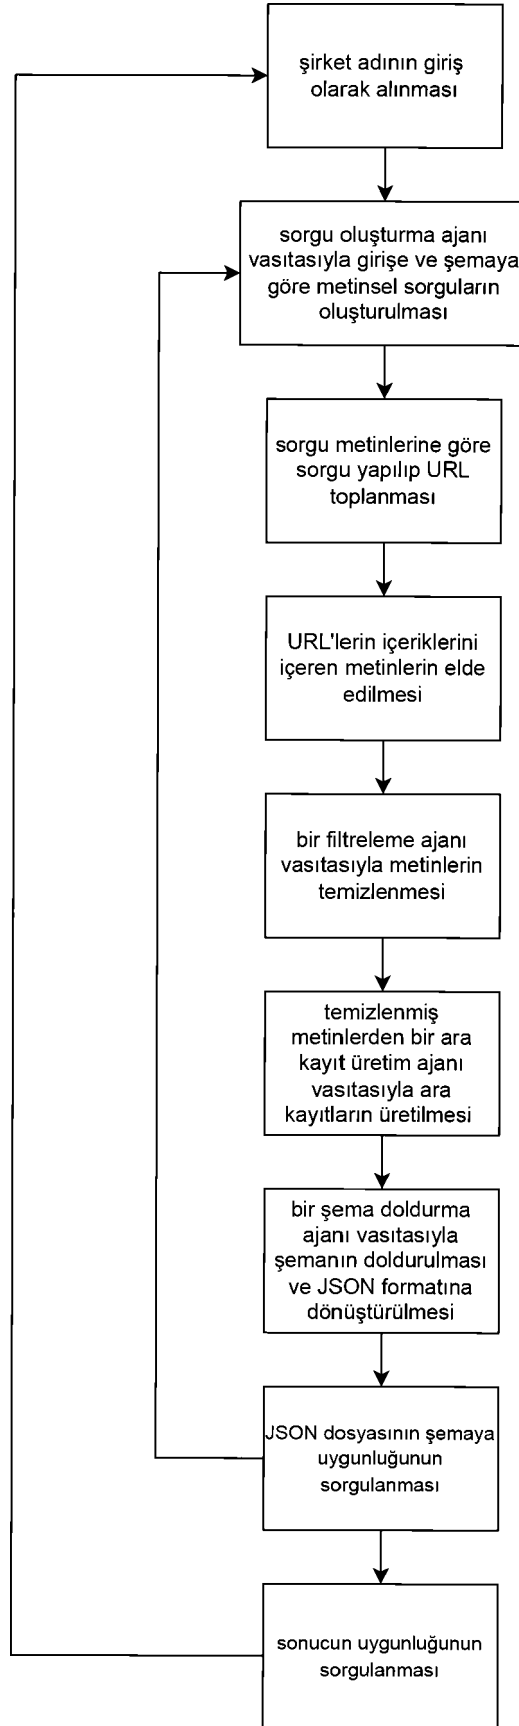 şirket adının giriş
olarak alınması
sorgu oluşturma ajanı
vasıtasıyla girişe ve şemaya
göre metinsel sorguların
oluşturulması
sorgu metinlerine göre
sorgu yapılıp URL
toplanması
URL'lerin içeriklerini
içeren metinlerin elde
edilmesi
bir filtreleme ajanı
vasıtasıyla metinlerin
temizlenmesi
temizlenmiş
metinlerden bir ara
kayıt üretim ajanı
vasıtasıyla ara
kayıtların üretilmesi
bir şema doldurma
ajanı vasıtasıyla
şemanın doldurulması
ve JSON formatına
dönüştürülmesi
JSON dosyasının şemaya
uygunluğunun
sorgulanması
sonucun uygunluğunun
sorgulanması